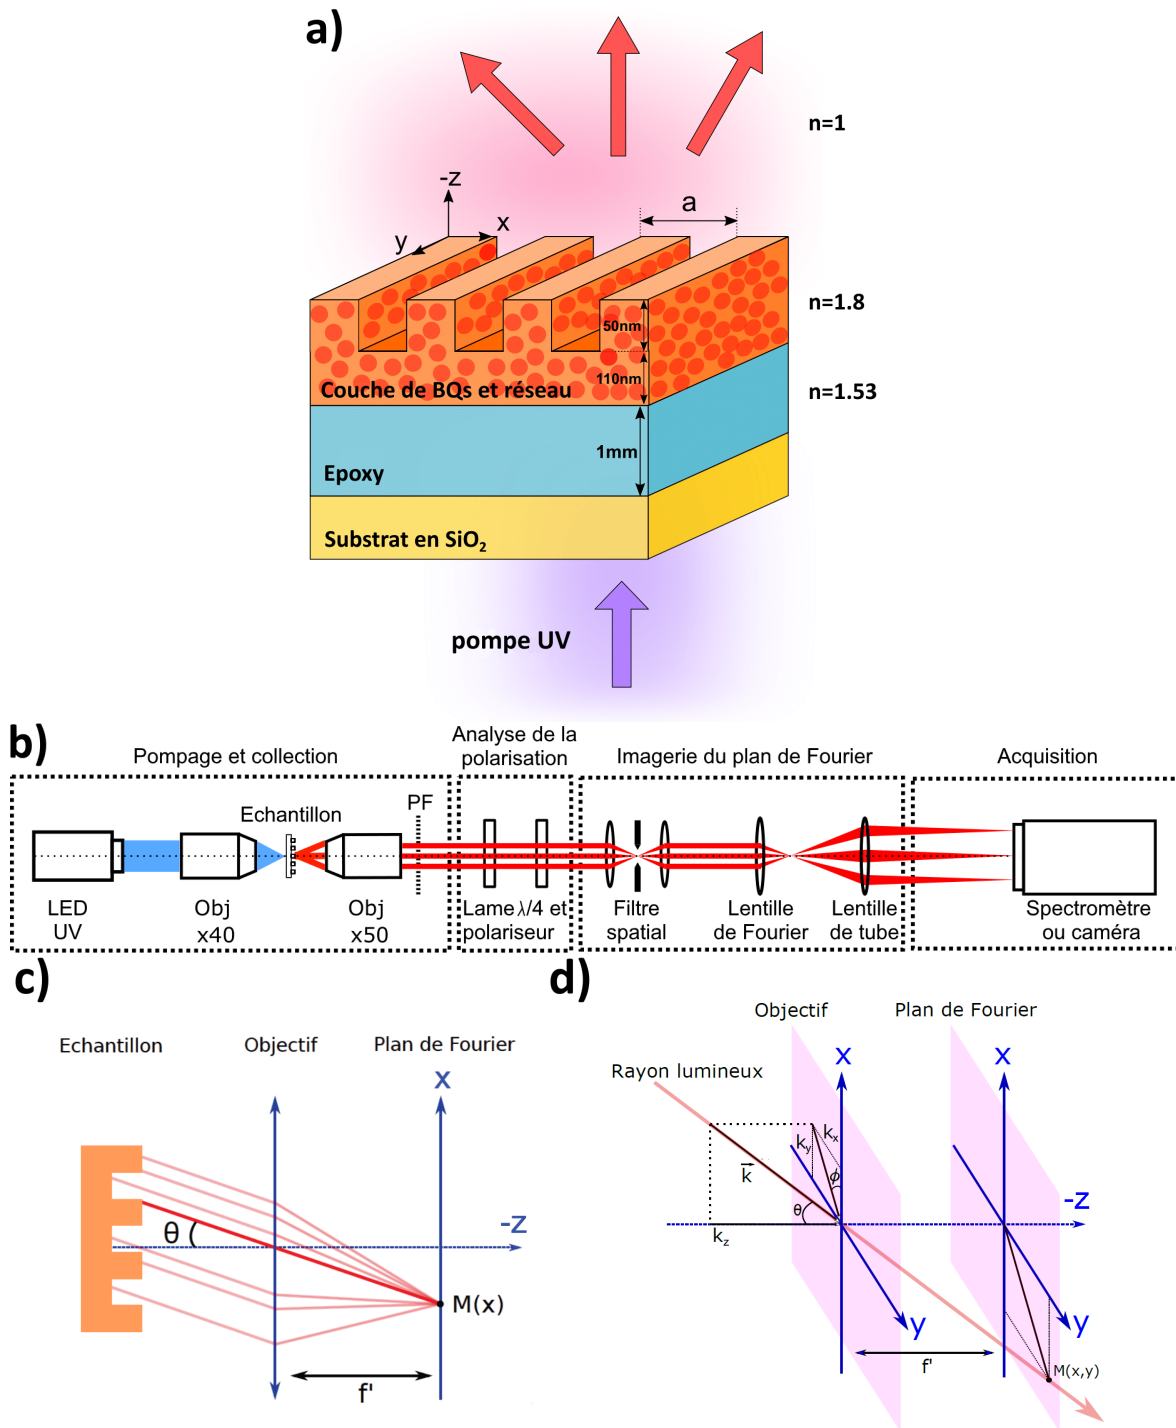 a)
n=1
-z
x
a
y
n=1.8
50nm
110nm
Couche de BQs et réseau
n=1.53
1mm
Epoxy
Substrat en SiO₂
pompe UV
b)
Pompage et collection
Analyse de la
polarisation
Imagerie du plan de Fourier
Acquisition
Echantillon
PF
LED
UV
Obj
x40
Obj
x50
Lame λ/4 et
polariseur
Filtre
spatial
Lentille
de Fourier
Lentille
de tube
Spectromètre
ou caméra
c)
Echantillon
Objectif
Plan de Fourier
x
θ
-z
M(x)
f'
d)
Objectif
Plan de Fourier
Rayon lumineux
x
x
k_y
k_x
k
ϕ
θ
-z
k_z
y
y
f'
M(x,y)